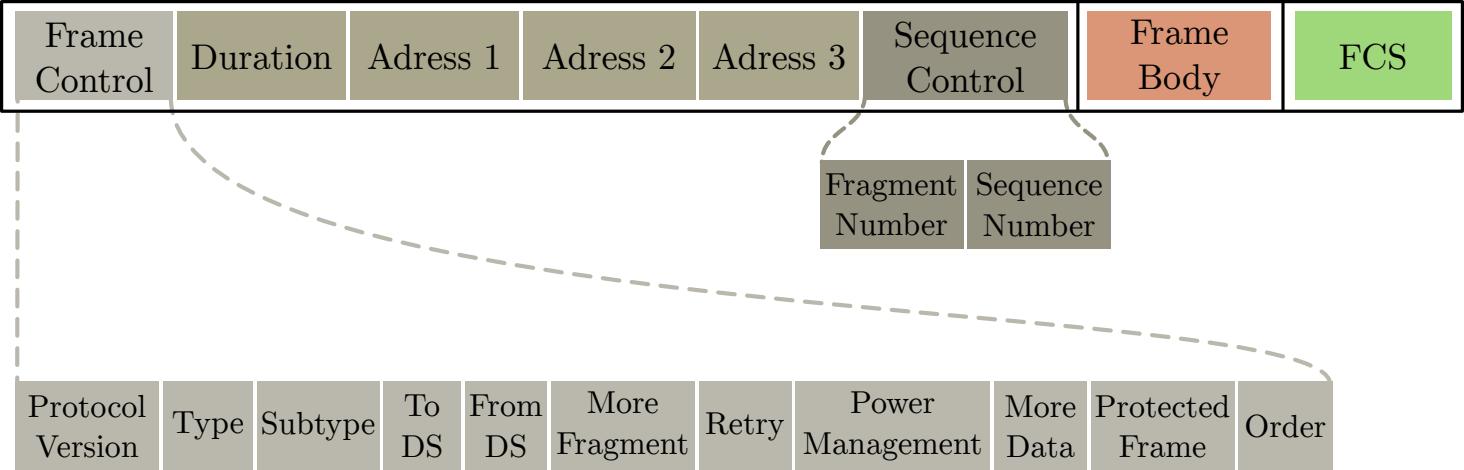 Frame
Control
Duration
Adress 1
Adress 2
Adress 3
Sequence
Control
Frame
Body
FCS
Fragment
Number
Sequence
Number
Protocol
Version
Type
Subtype
To
DS
From
DS
More
Fragment
Retry
Power
Management
More
Data
Protected
Frame
Order